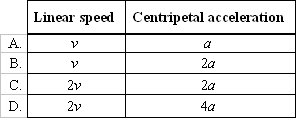 Linear speed Centripetal acceleration
A. v a
B. v 2a
C. 2v 2a
D. 2v 4a